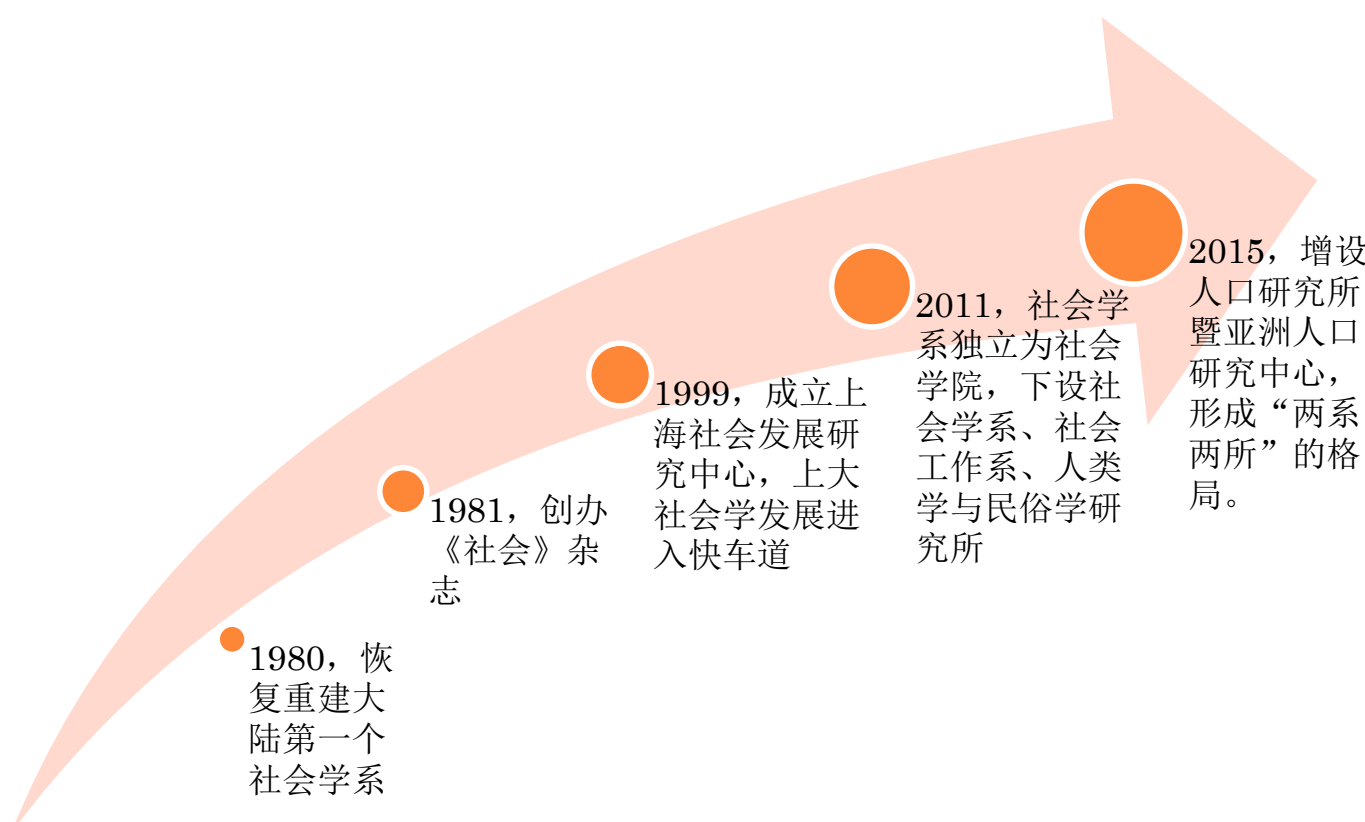 1980，恢
复重建大
陆第一个
社会学系
1981，创办
《社会》杂
志
1999，成立上
海社会发展研
究中心，上大
社会学发展进
入快车道
2011，社会学
系独立为社会
学院，下设社
会学系、社会
工作系、人类
学与民俗学研
究所
2015，增设
人口研究所
暨亚洲人口
研究中心，
形成“两系
两所”的格
局。